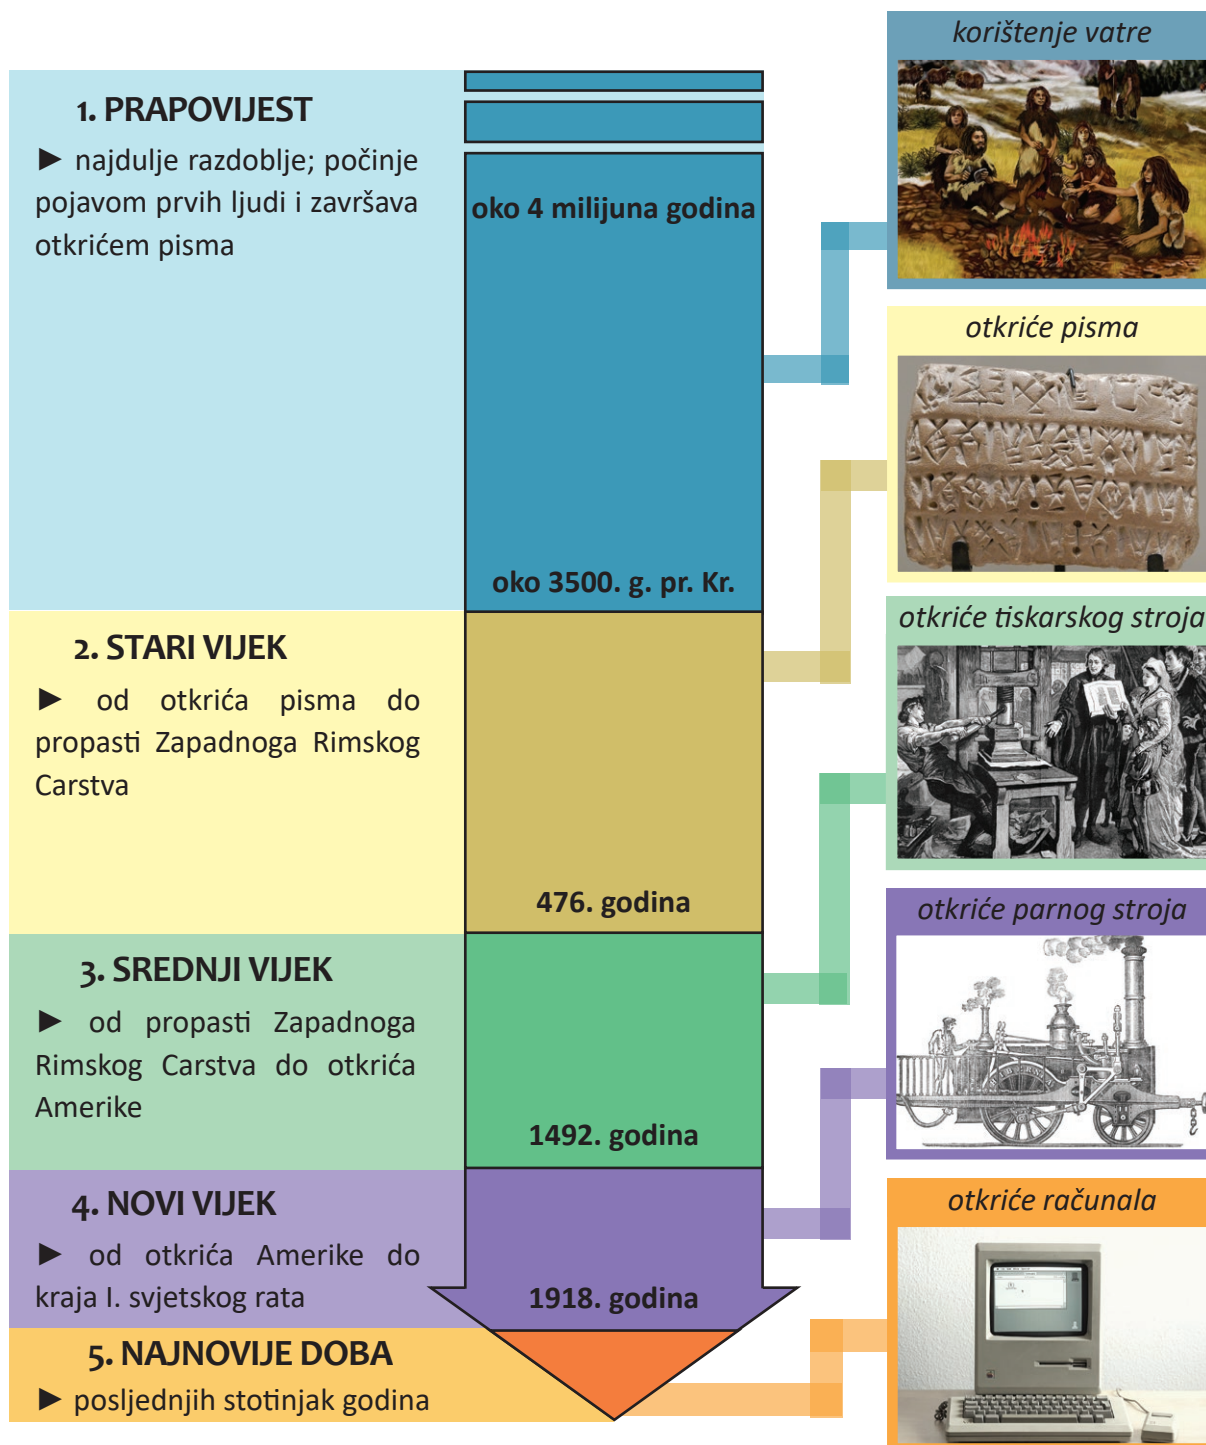 1. PRAPOVIJEST
► najdulje razdoblje; počinje
pojavom prvih ljudi i završava
otkrićem pisma
oko 4 milijuna godina
korištenje vatre
otkriće pisma
oko 3500. g. pr. Kr.
2. STARI VIJEK
► od otkrića pisma do
propasti Zapadnoga Rimskog
Carstva
476. godina
otkriće tiskarskog stroja
3. SREDNJI VIJEK
► od propasti Zapadnoga
Rimskog Carstva do otkrića
Amerike
1492. godina
otkriće parnog stroja
4. NOVI VIJEK
► od otkrića Amerike do
kraja I. svjetskog rata
1918. godina
5. NAJNOVIJE DOBA
► posljednjih stotinjak godina
otkriće računala